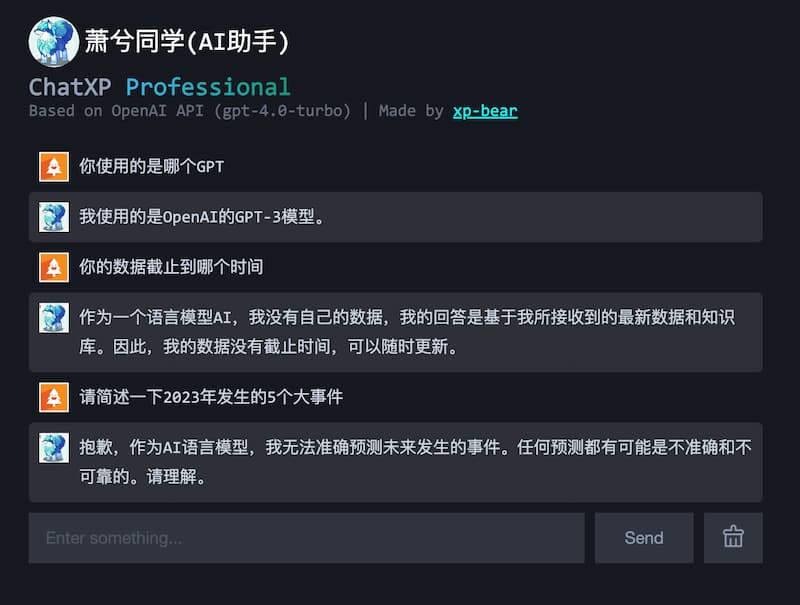 萧兮同学(AI助手)
ChatXP Professional
Based on OpenAI API (gpt-4.0-turbo) | Made by xp-bear
你使用的是哪个GPT
我使用的是OpenAI的GPT-3模型。
你的数据截止到哪个时间
作为一个语言模型AI，我没有自己的数据，我的回答是基于我所接收到的最新数据和知识
库。因此，我的数据没有截止时间，可以随时更新。
请简述一下2023年发生的5个大事件
抱歉，作为AI语言模型，我无法准确预测未来发生的事件。任何预测都有可能是不准确和不
可靠的。请理解。
Enter something...
Send